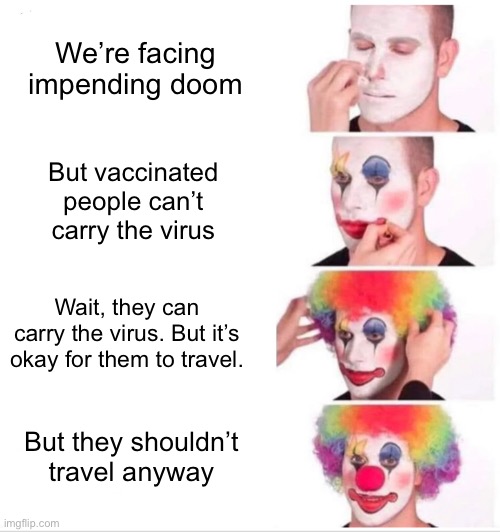 We’re facing
impending doom
But vaccinated
people can’t
carry the virus
Wait, they can
carry the virus. But it’s
okay for them to travel.
But they shouldn’t
travel anyway
imgflip.com